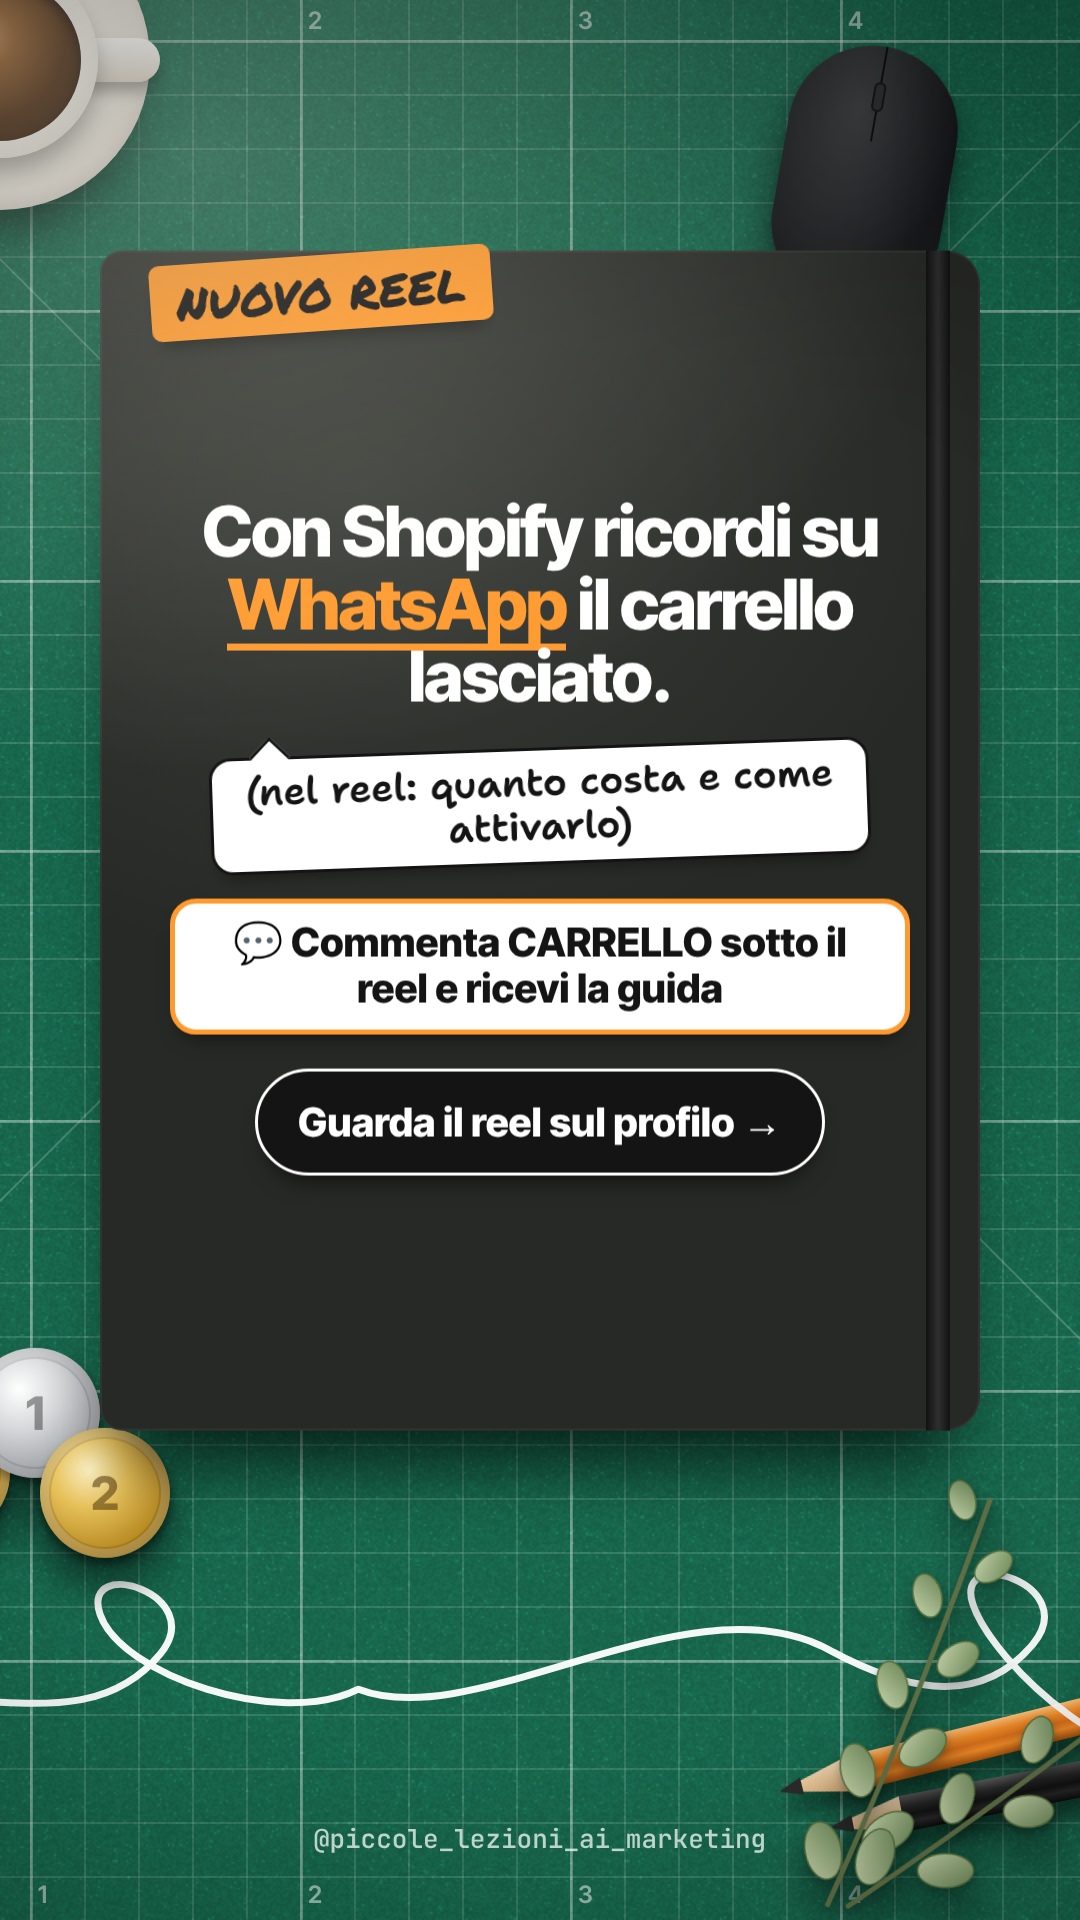 2 3 4
NUOVO REEL
Con Shopify ricordi su
WhatsApp il carrello
lasciato.
(nel reel: quanto costa e come
attivarlo)
💬 Commenta CARRELLO sotto il
reel e ricevi la guida
Guarda il reel sul profilo →
1
2
@piccole_lezioni_ai_marketing
1 2 3 4